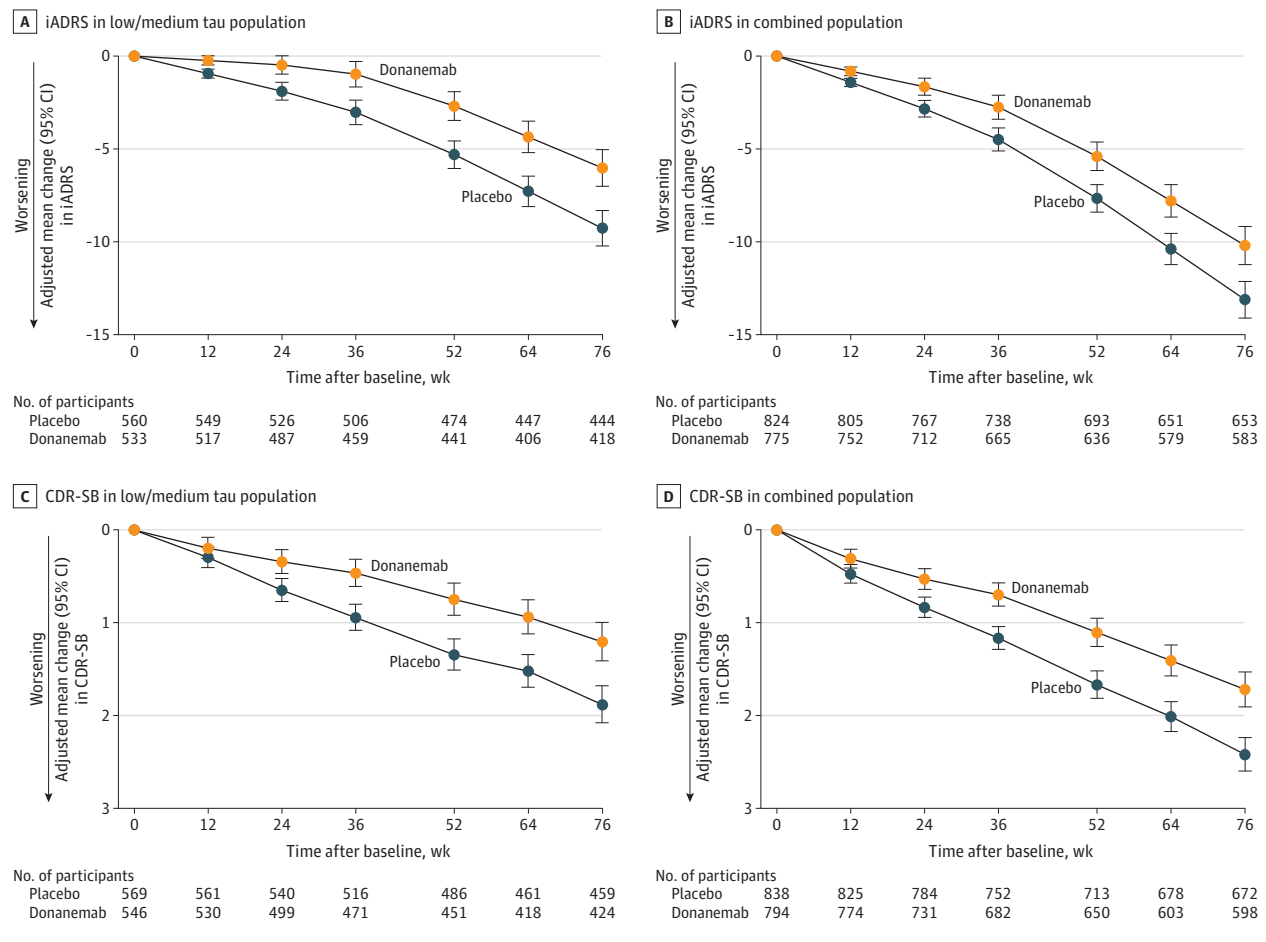 A iADRS in low/medium tau population
Worsening
Adjusted mean change (95% CI)
in iADRS
0
-5
-10
-15
Donanemab
Placebo
0 12 24 36 52 64 76
Time after baseline, wk
No. of participants
Placebo 560 549 526 506 474 447 444
Donanemab 533 517 487 459 441 406 418
B iADRS in combined population
Worsening
Adjusted mean change (95% CI)
in iADRS
0
-5
-10
-15
Donanemab
Placebo
0 12 24 36 52 64 76
Time after baseline, wk
No. of participants
Placebo 824 805 767 738 693 651 653
Donanemab 775 752 712 665 636 579 583
C CDR-SB in low/medium tau population
Worsening
Adjusted mean change (95% CI)
in CDR-SB
0
1
2
3
Donanemab
Placebo
0 12 24 36 52 64 76
Time after baseline, wk
No. of participants
Placebo 569 561 540 516 486 461 459
Donanemab 546 530 499 471 451 418 424
D CDR-SB in combined population
Worsening
Adjusted mean change (95% CI)
in CDR-SB
0
1
2
3
Donanemab
Placebo
0 12 24 36 52 64 76
Time after baseline, wk
No. of participants
Placebo 838 825 784 752 713 678 672
Donanemab 794 774 731 682 650 603 598